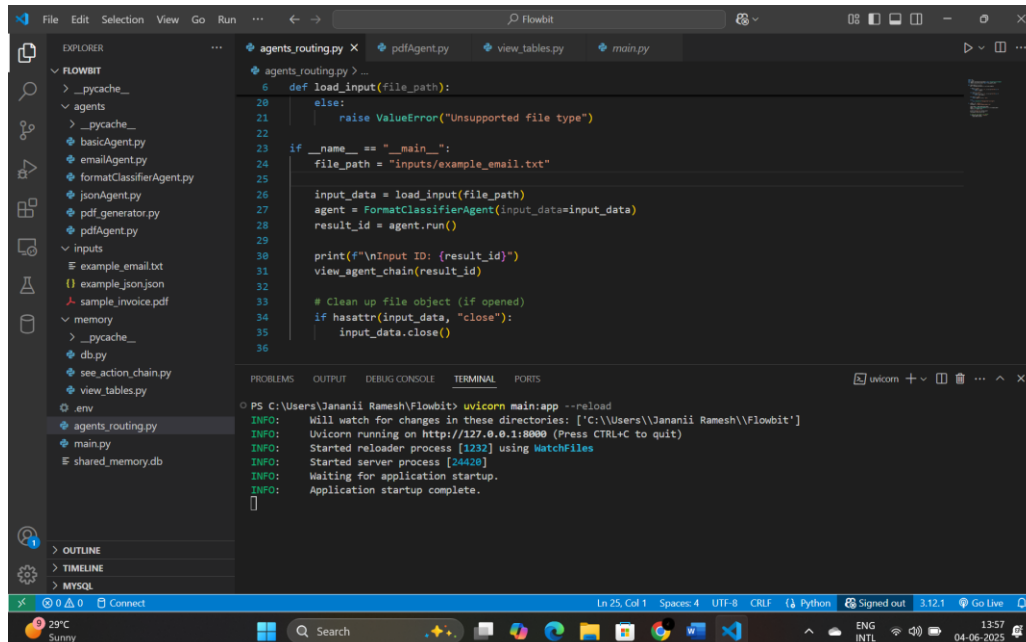 File Edit Selection View Go Run ··· Flowbit
EXPLORER ···
FLOWBIT
__pycache__
agents
__pycache__
basicAgent.py
emailAgent.py
formatClassifierAgent.py
jsonAgent.py
pdf_generator.py
pdfAgent.py
inputs
example_email.txt
{} example_json.json
sample_invoice.pdf
memory
__pycache__
db.py
see_action_chain.py
view_tables.py
.env
agents_routing.py
main.py
shared_memory.db
OUTLINE
TIMELINE
MYSQL
agents_routing.py pdfAgent.py view_tables.py main.py
agents_routing.py > ...
6 def load_input(file_path):
20 else:
21 raise ValueError("Unsupported file type")
22
23 if __name__ == "__main__":
24 file_path = "inputs/example_email.txt"
25
26 input_data = load_input(file_path)
27 agent = FormatClassifierAgent(input_data=input_data)
28 result_id = agent.run()
29
30 print(f"\nInput ID: {result_id}")
31 view_agent_chain(result_id)
32
33 # Clean up file object (if opened)
34 if hasattr(input_data, "close"):
35 input_data.close()
36
PROBLEMS OUTPUT DEBUG CONSOLE TERMINAL PORTS uvicorn
PS C:\Users\Jananii Ramesh\Flowbit> uvicorn main:app --reload
INFO: Will watch for changes in these directories: ['C:\\Users\\Jananii Ramesh\\Flowbit']
INFO: Uvicorn running on http://127.0.0.1:8000 (Press CTRL+C to quit)
INFO: Started reloader process [1232] using WatchFiles
INFO: Started server process [24420]
INFO: Waiting for application startup.
INFO: Application startup complete.
1
0 0 Connect Ln 25, Col 1 Spaces: 4 UTF-8 CRLF Python Signed out 3.12.1 Go Live
9 29°C Search ENG 13:57
Sunny INTL 04-06-2025